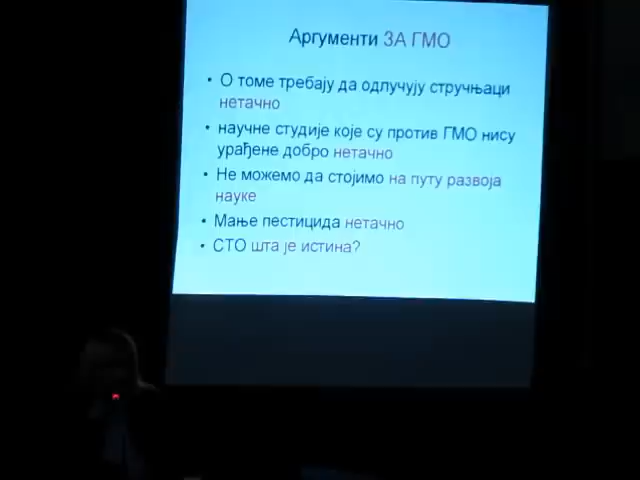 Аргументи ЗА ГМО
• О томе требају да одлучују стручњаци
нетачно
• научне студије које су против ГМО нису
урађене добро нетачно
• Не можемо да стојимо на путу развоја
науке
• Мање пестицида нетачно
• СТО шта је истина?